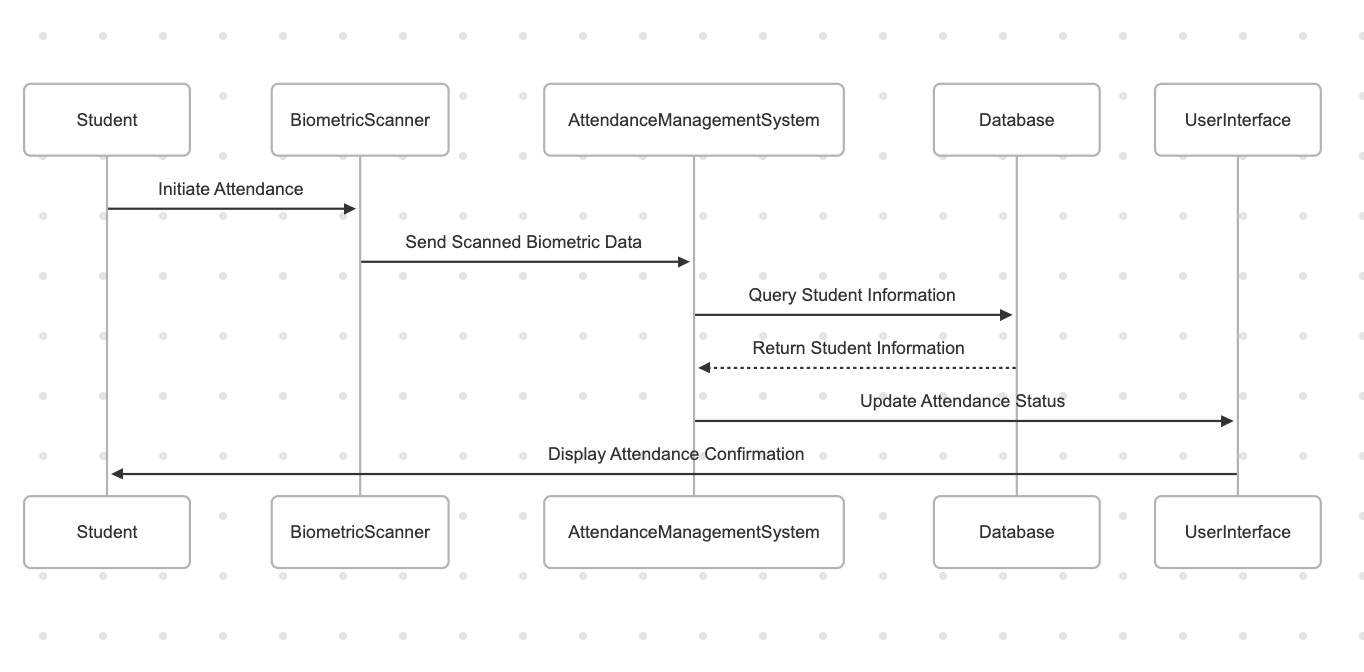 Student
BiometricScanner
AttendanceManagementSystem
Database
UserInterface
Initiate Attendance
Send Scanned Biometric Data
Query Student Information
Return Student Information
Update Attendance Status
Display Attendance Confirmation
Student
BiometricScanner
AttendanceManagementSystem
Database
UserInterface